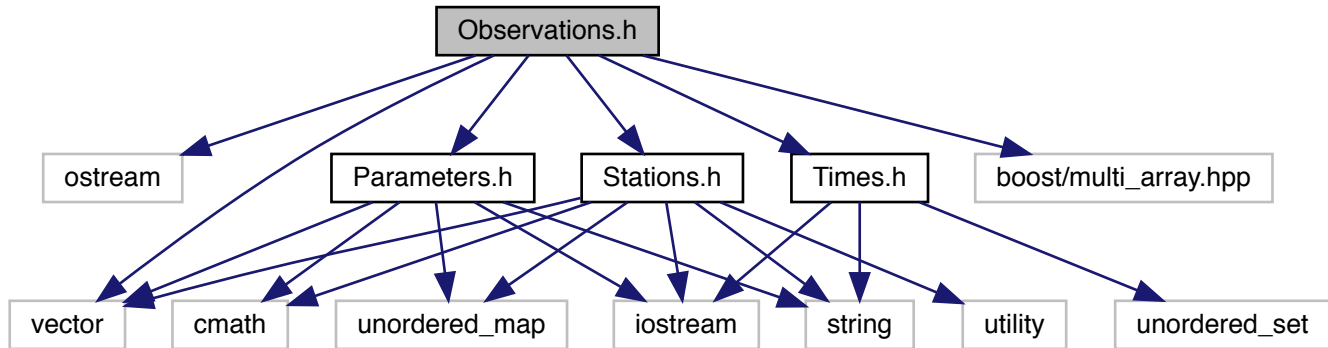 Observations.h
ostream
Parameters.h
Stations.h
Times.h
boost/multi_array.hpp
vector
cmath
unordered_map
iostream
string
utility
unordered_set